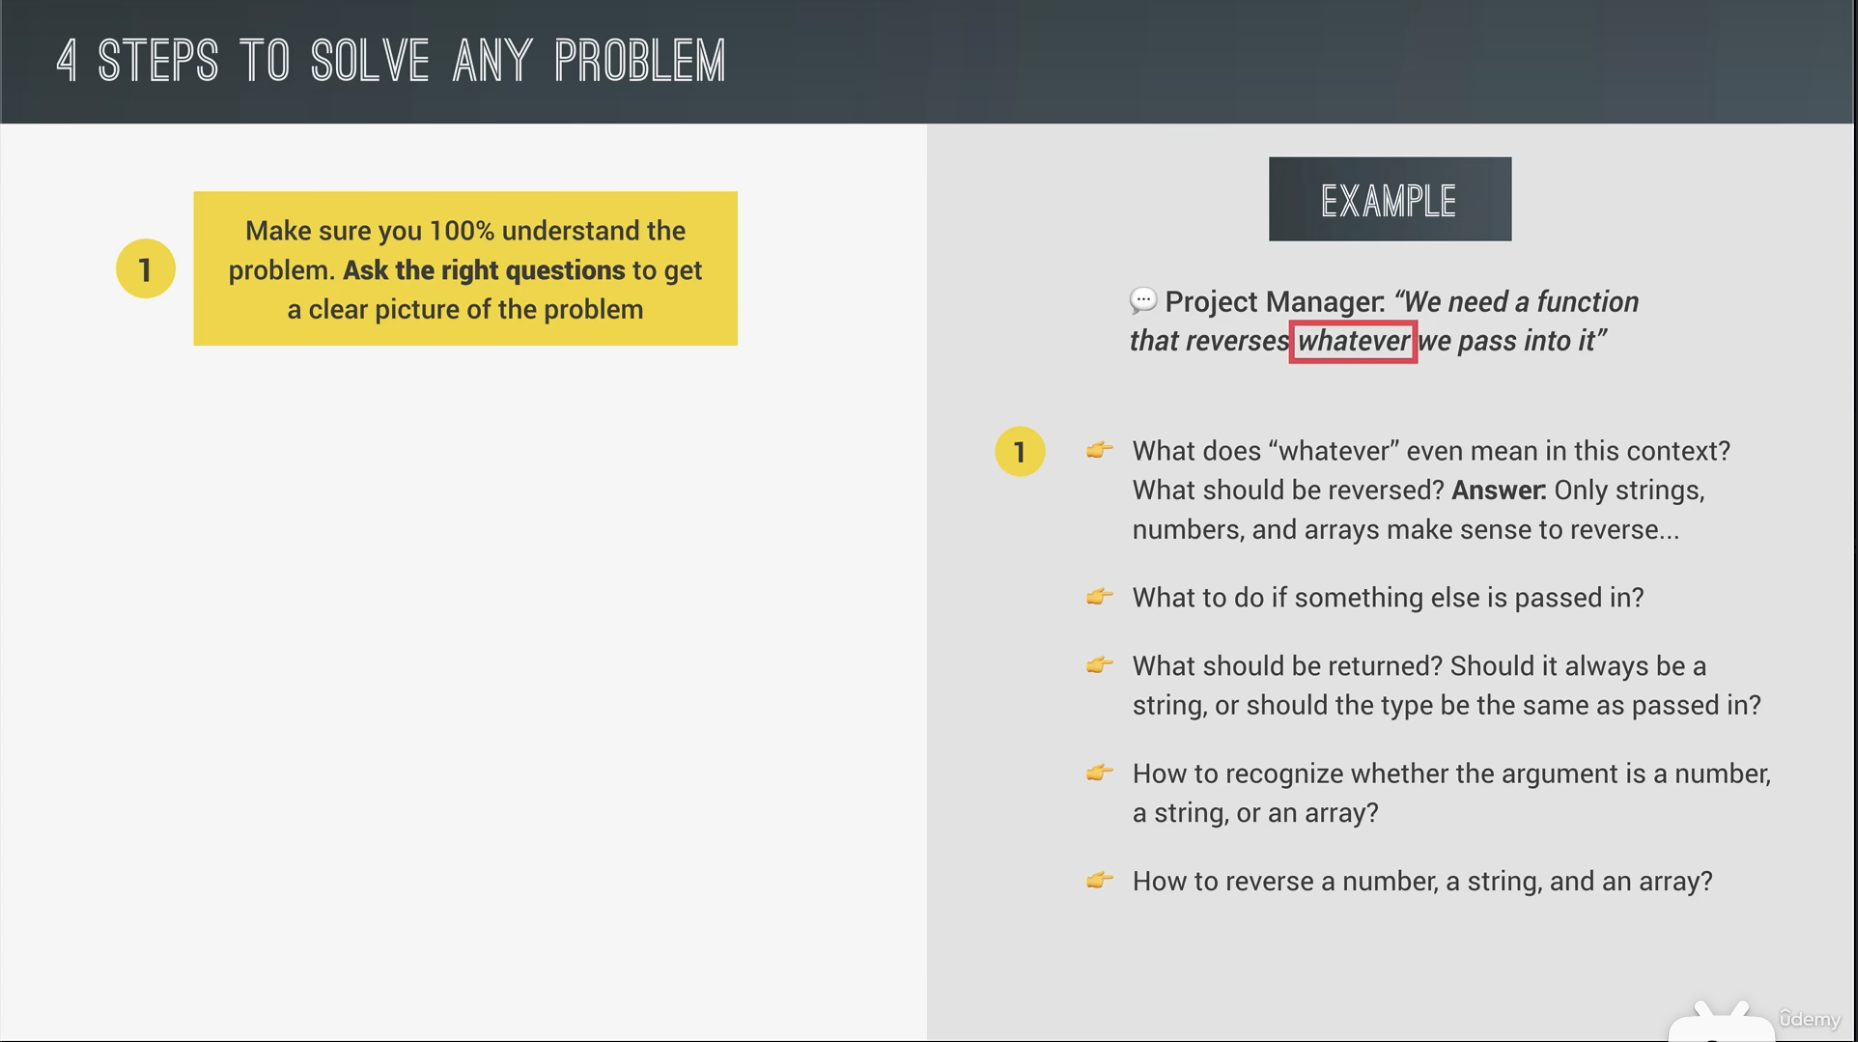 4 STEPS TO SOLVE ANY PROBLEM
1
Make sure you 100% understand the
problem. Ask the right questions to get
a clear picture of the problem
EXAMPLE
Project Manager: “We need a function
that reverses whatever we pass into it”
1
What does “whatever” even mean in this context?
What should be reversed? Answer: Only strings,
numbers, and arrays make sense to reverse...
What to do if something else is passed in?
What should be returned? Should it always be a
string, or should the type be the same as passed in?
How to recognize whether the argument is a number,
a string, or an array?
How to reverse a number, a string, and an array?
ûdemy